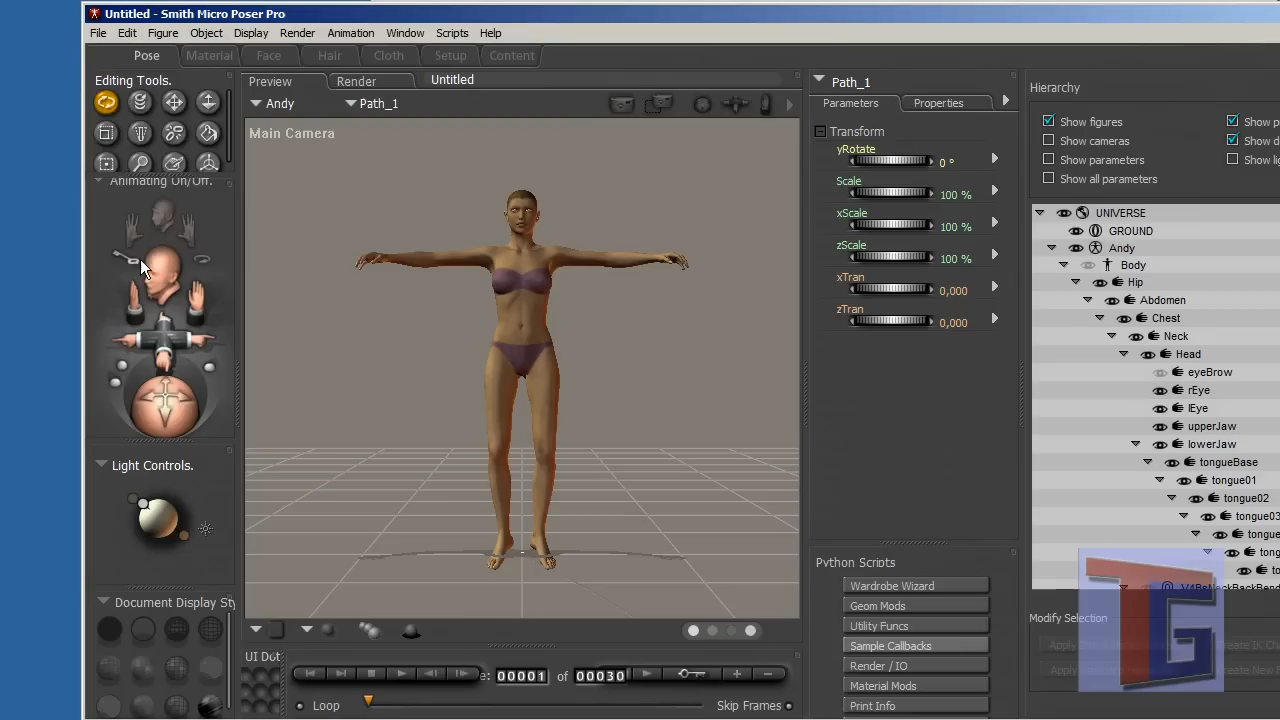 Untitled - Smith Micro Poser Pro
File Edit Figure Object Display Render Animation Window Scripts Help
Pose Material Face Hair Cloth Setup Content
Editing Tools.
Animating On/Off.
Light Controls.
Document Display St
Preview Render Untitled
Andy Path_1
Main Camera
UI Dot
e: 00001 of 00030
Loop Skip Frames
Path_1
Parameters Properties
Transform
yRotate
0 °
Scale
100 %
xScale
100 %
zScale
100 %
xTran
0,000
zTran
0,000
Python Scripts
Wardrobe Wizard
Geom Mods
Utility Funcs
Sample Callbacks
Render / IO
Material Mods
Print Info
Hierarchy
Show figures Show p
Show cameras Show d
Show parameters Show li
Show all parameters
UNIVERSE
GROUND
Andy
Body
Hip
Abdomen
Chest
Neck
Head
eyeBrow
rEye
lEye
upperJaw
lowerJaw
tongueBase
tongue01
tongue02
tongue03
tongue
tong
to
Modify Selection
TG